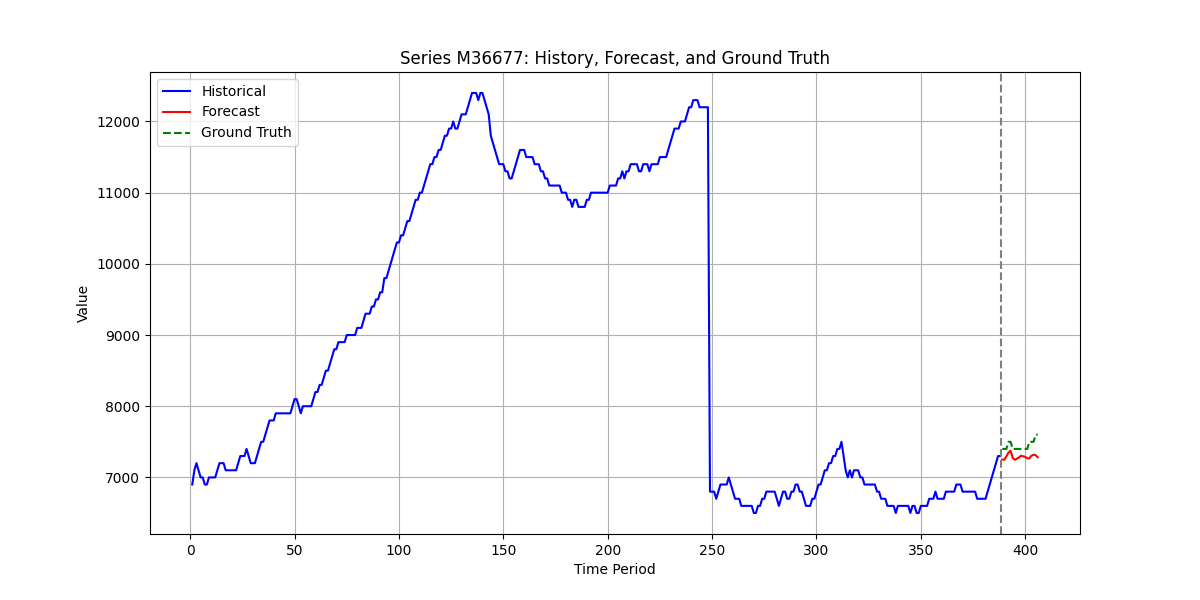 Series M36677: History, Forecast, and Ground Truth
Historical
Forecast
Ground Truth
12000
11000
10000
9000
8000
7000
Value
0 50 100 150 200 250 300 350 400
Time Period